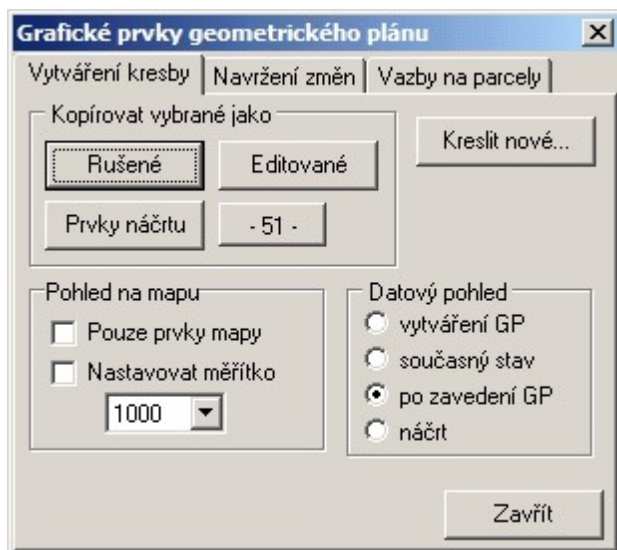 Grafické prvky geometrického plánu
Vytváření kresby Navržení změn Vazby na parcely
Kopírovat vybrané jako
Rušené Editované
Kreslit nové...
Prvky náčrtu - 51 -
Pohled na mapu
Pouze prvky mapy
Nastavovat měřítko
1000
Datový pohled
vytváření GP
současný stav
po zavedení GP
náčrt
Zavřít